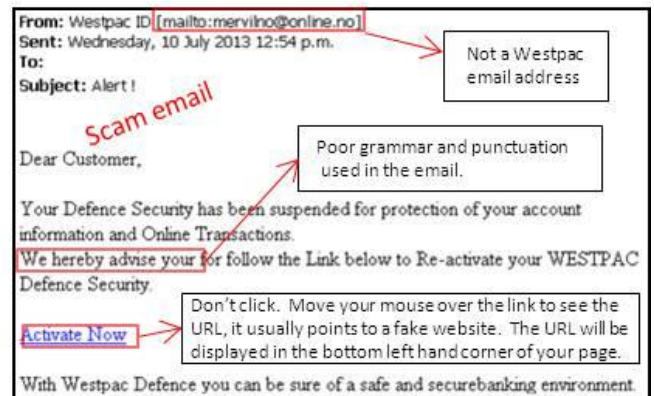 From: Westpac ID [mailto:mervilno@online.no]
Sent: Wednesday, 10 July 2013 12:54 p.m.
To:
Subject: Alert !
Not a Westpac
email address
Scam email
Dear Customer,
Poor grammar and punctuation
used in the email.
Your Defence Security has been suspended for protection of your account
information and Online Transactions.
We hereby advise your for follow the Link below to Re-activate your WESTPAC
Defence Security.
Activate Now
Don't click. Move your mouse over the link to see the
URL, it usually points to a fake website. The URL will be
displayed in the bottom left hand corner of your page.
With Westpac Defence you can be sure of a safe and securebanking environment.